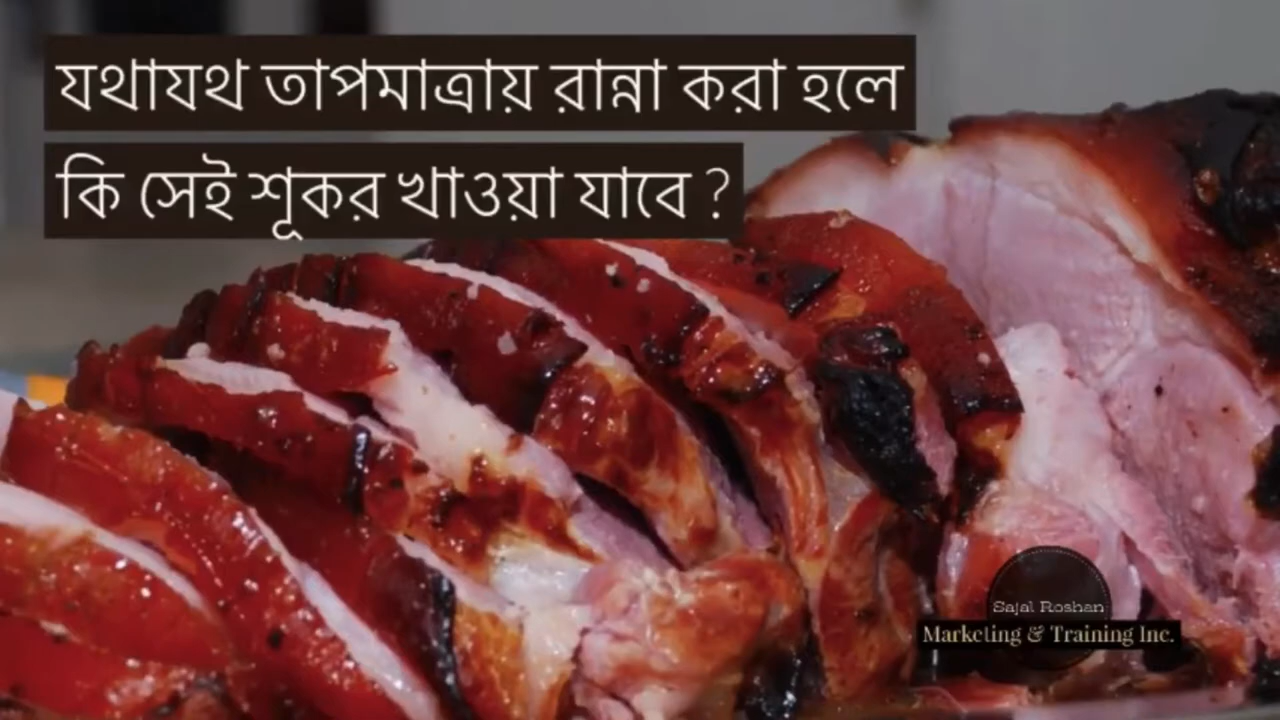 যথাযথ তাপমাত্রায় রান্না করা হলে
কি সেই শূকর খাওয়া যাবে ?
Sajal Roshan
Marketing & Training Inc.